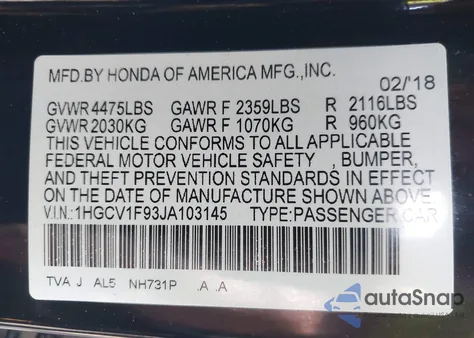 MFD.BY HONDA OF AMERICA MFG.,INC.
02/'18
GVWR 4475LBS GAWR F 2359LBS R 2116LBS
GVWR 2030KG GAWR F 1070KG R 960KG
THIS VEHICLE CONFORMS TO ALL APPLICABLE
FEDERAL MOTOR VEHICLE SAFETY , BUMPER,
AND THEFT PREVENTION STANDARDS IN EFFECT
ON THE DATE OF MANUFACTURE SHOWN ABOVE
V.I.N.:1HGCV1F93JA103145 TYPE:PASSENGER CAR
TVA J AL5 NH731P .A .A
autoSnap